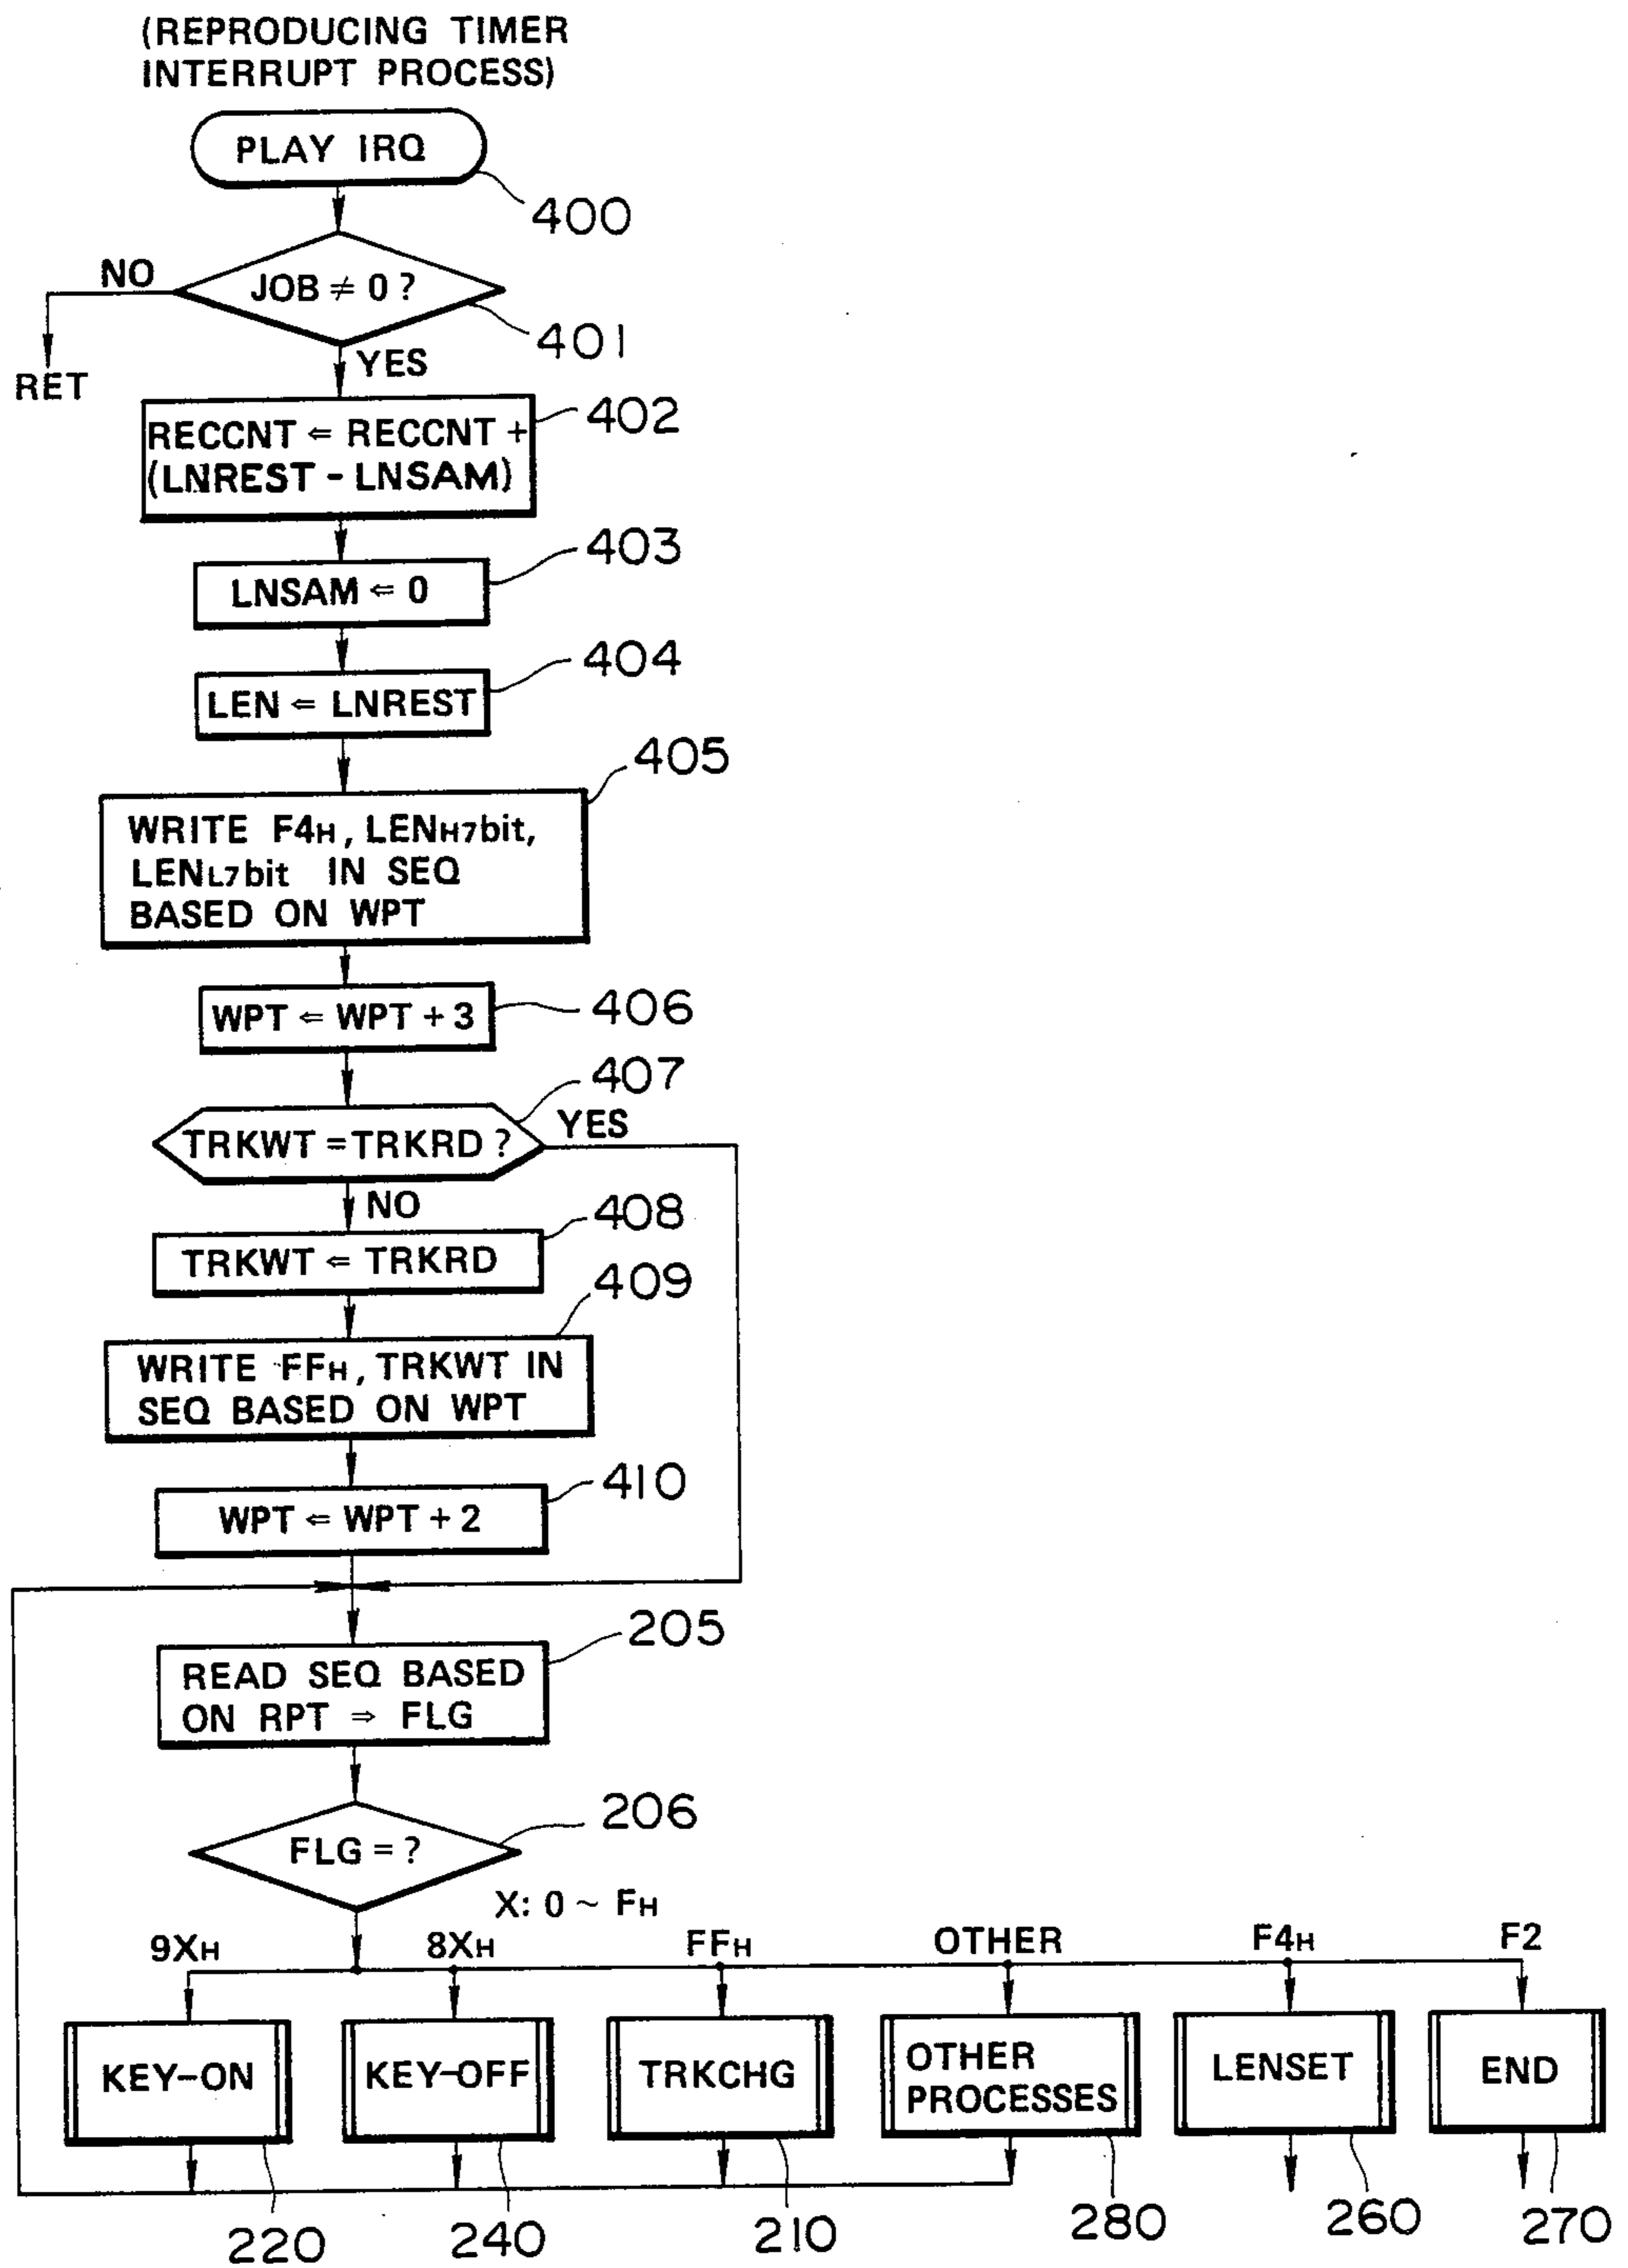 (REPRODUCING TIMER
INTERRUPT PROCESS)
PLAY IRQ
400
JOB ≠ 0 ?
NO
401
YES
RET
402
RECCNT ⇐ RECCNT +
(LNREST - LNSAM)
403
LNSAM ⇐ 0
404
LEN ⇐ LNREST
405
WRITE F4H, LENH7bit,
LENL7bit IN SEQ
BASED ON WPT
406
WPT ⇐ WPT + 3
407
YES
TRKWT = TRKRD ?
NO
408
TRKWT ⇐ TRKRD
409
WRITE FFH, TRKWT IN
SEQ BASED ON WPT
410
WPT ⇐ WPT + 2
205
READ SEQ BASED
ON RPT ⇒ FLG
206
FLG = ?
X: 0 ~ FH
9XH 8XH FFH OTHER F4H F2
KEY-ON KEY-OFF TRKCHG OTHER PROCESSES LENSET END
220 240 210 280 260 270